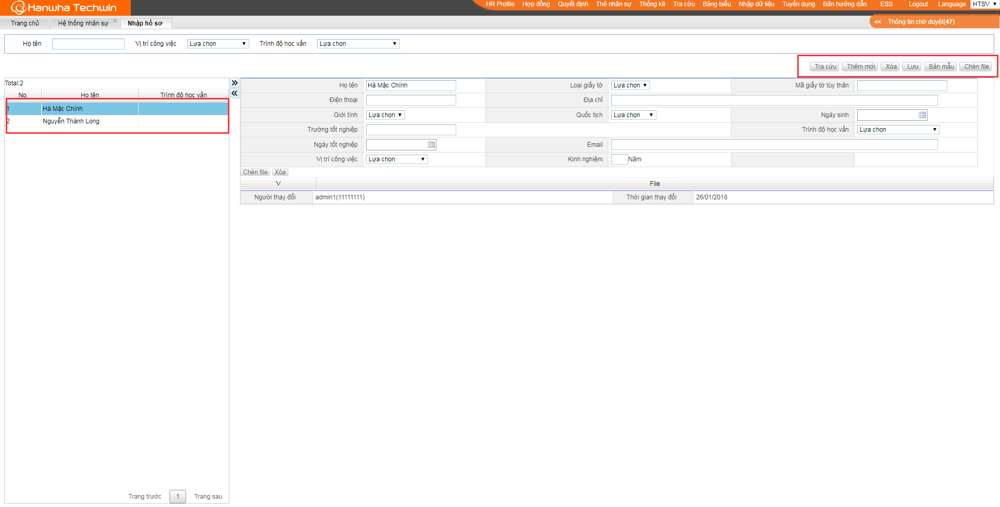 Hanwha Techwin
HR Profile Hợp đồng Quyết định Thẻ nhân sự Thống kê Tra cứu Bảng biểu Nhập dữ liệu Tuyển dụng Bản hướng dẫn ESS Logout Language HTSV
Trang chủ Hệ thống nhân sự Nhập hồ sơ
<< Thông tin chờ duyệt(47)
Họ tên Vị trí công việc Lựa chọn Trình độ học vấn Lựa chọn
Tra cứu Thêm mới Xóa Lưu Bản mẫu Chèn file
Total:2
No. Họ tên Trình độ học vấn
1 Hà Mặc Chính
2 Nguyễn Thành Long
Họ tên Hà Mặc Chính Loại giấy tờ Lựa chọn Mã giấy tờ tùy thân
Điện thoại Địa chỉ
Giới tính Lựa chọn Quốc tịch Lựa chọn Ngày sinh
Trường tốt nghiệp Trình độ học vấn Lựa chọn
Ngày tốt nghiệp Email
Vị trí công việc Lựa chọn Kinh nghiệm Năm
Chèn file Xóa
V File
Người thay đổi admin1(11111111) Thời gian thay đổi 26/01/2018
Trang trước 1 Trang sau